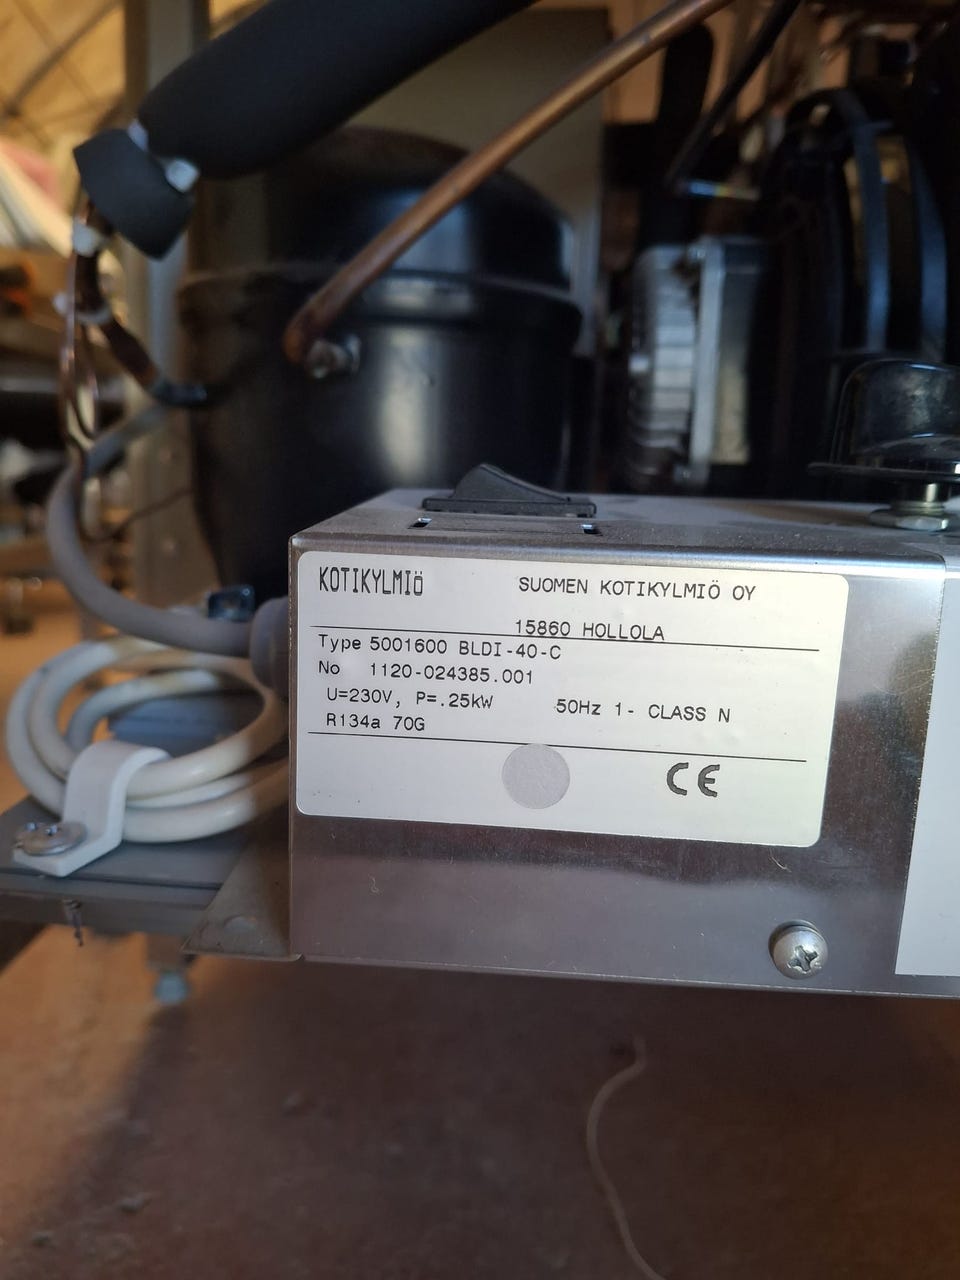 KOTIKYLMIÖ SUOMEN KOTIKYLMIÖ OY
15860 HOLLOLA
Type 5001600 BLDI-40-C
No 1120-024385.001
U=230V, P=.25kW 50Hz 1- CLASS N
R134a 70G
CE